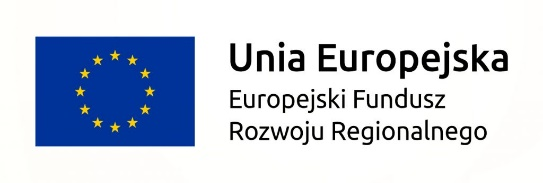 Unia Europejska
Europejski Fundusz
Rozwoju Regionalnego